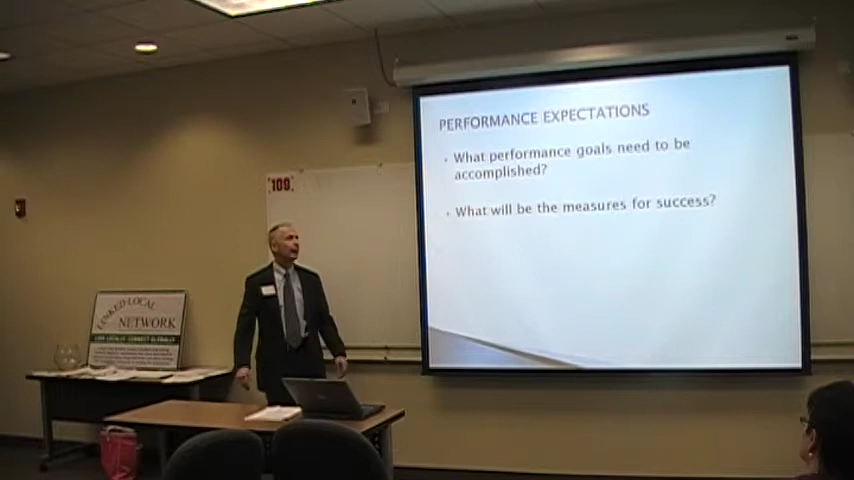 PERFORMANCE EXPECTATIONS
What performance goals need to be
accomplished?
What will be the measures for success?
109
LINKED LOCAL
NETWORK